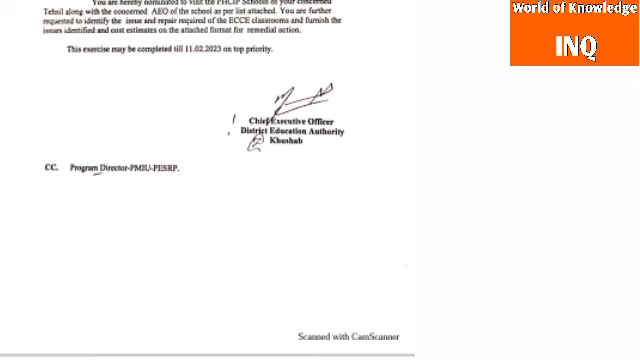 You are hereby nominated to visit the PHCIP Schools of your concerned
Tehsil along with the concerned AEO of the school as per list attached. You are further
requested to identify the issue and repair required of the ECCE classrooms and furnish the
issues identified and cost estimates on the attached format for remedial action.
This exercise may be completed till 11.02.2023 on top priority.
Chief Executive Officer
District Education Authority
Khushab
CC. Program Director-PMIU-PESRP.
Scanned with CamScanner
World of Knowledge
INQ